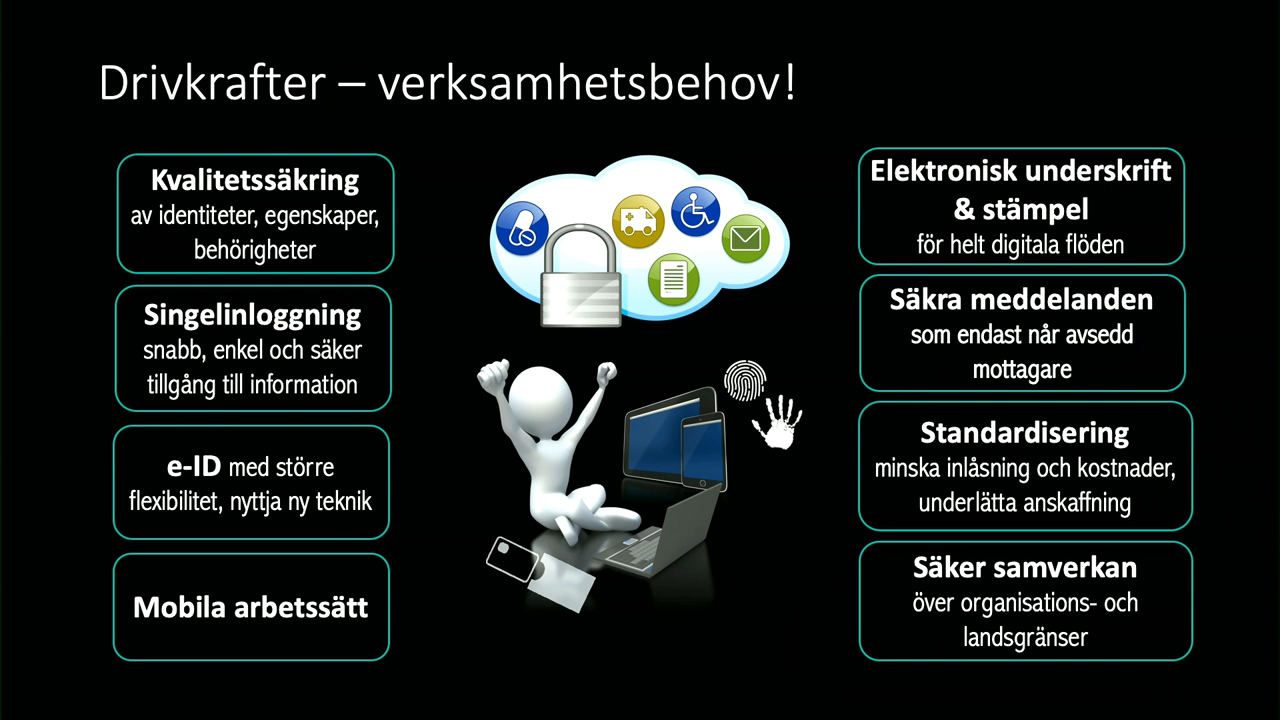 Drivkrafter – verksamhetsbehov!
Kvalitetssäkring
av identiteter, egenskaper,
behörigheter
Singelinloggning
snabb, enkel och säker
tillgång till information
e-ID med större
flexibilitet, nyttja ny teknik
Mobila arbetssätt
Elektronisk underskrift
& stämpel
för helt digitala flöden
Säkra meddelanden
som endast når avsedd
mottagare
Standardisering
minska inlåsning och kostnader,
underlätta anskaffning
Säker samverkan
över organisations- och
landsgränser